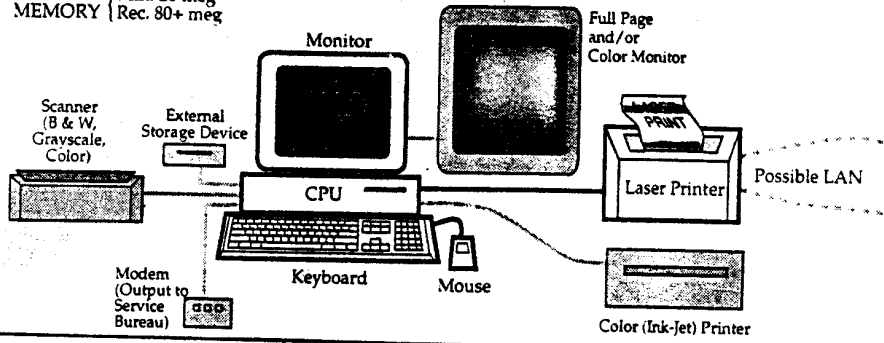 MEMORY { Rec. 80+ meg
Monitor
Full Page
and/or
Color Monitor
Scanner
(B & W,
Grayscale,
Color)
External
Storage Device
LASER
PRINT
CPU
Laser Printer
Possible LAN
Keyboard
Mouse
Modem
(Output to
Service
Bureau)
Color (Ink-Jet) Printer